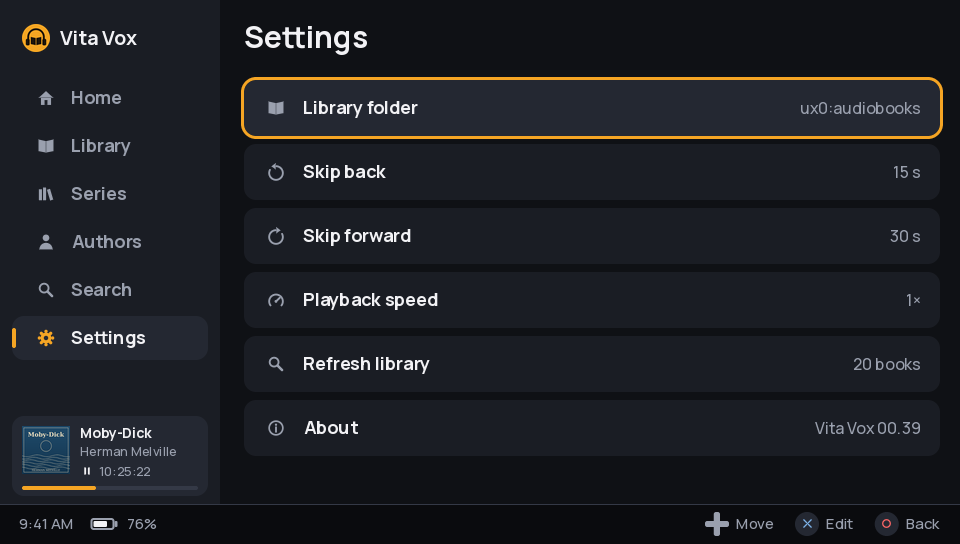 Vita Vox
Home
Library
Series
Authors
Search
Settings
Moby-Dick
Moby-Dick
Herman Melville
10:25:22
Settings
Library folder ux0:audiobooks
Skip back 15 s
Skip forward 30 s
Playback speed 1×
Refresh library 20 books
About Vita Vox 00.39
9:41 AM 76% Move Edit Back